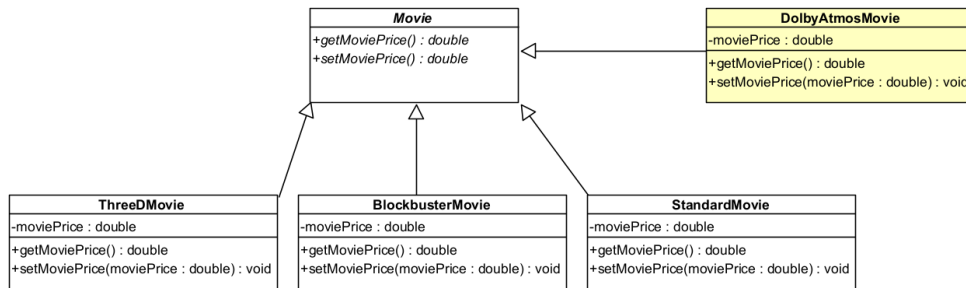 Movie
+getMoviePrice() : double
+setMoviePrice() : double
DolbyAtmosMovie
-moviePrice : double
+getMoviePrice() : double
+setMoviePrice(moviePrice : double) : void
ThreeDMovie
-moviePrice : double
+getMoviePrice() : double
+setMoviePrice(moviePrice : double) : void
BlockbusterMovie
-moviePrice : double
+getMoviePrice() : double
+setMoviePrice(moviePrice : double) : void
StandardMovie
-moviePrice : double
+getMoviePrice() : double
+setMoviePrice(moviePrice : double) : void